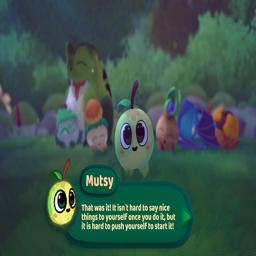 Mutsy
That was it! It isn't hard to say nice
things to yourself once you do it, but
it is hard to push yourself to start it!